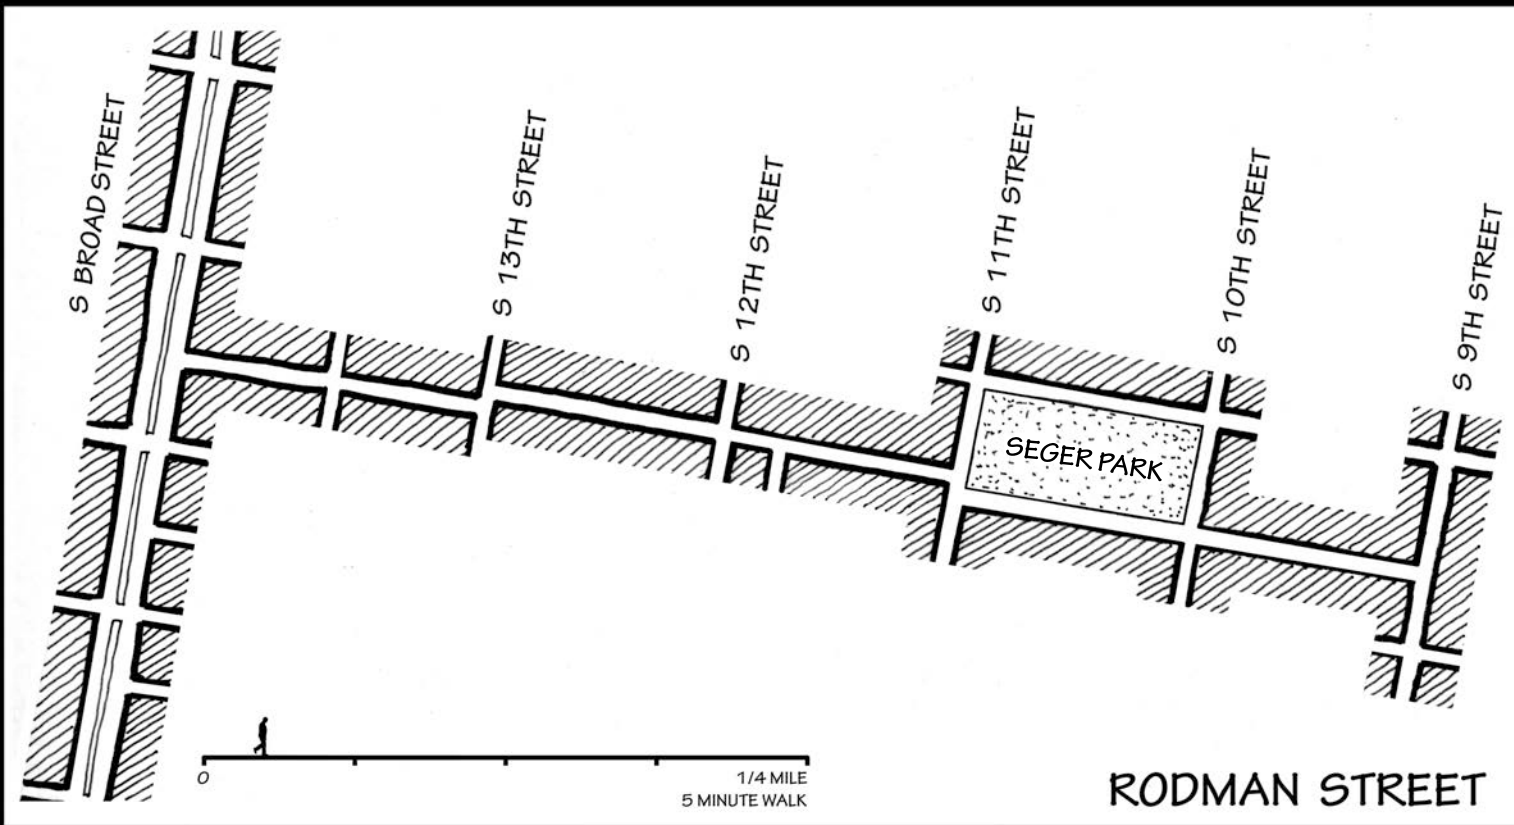 S BROAD STREET
S 13TH STREET
S 12TH STREET
S 11TH STREET
S 10TH STREET
S 9TH STREET
SEGER PARK
0
1/4 MILE
5 MINUTE WALK
RODMAN STREET